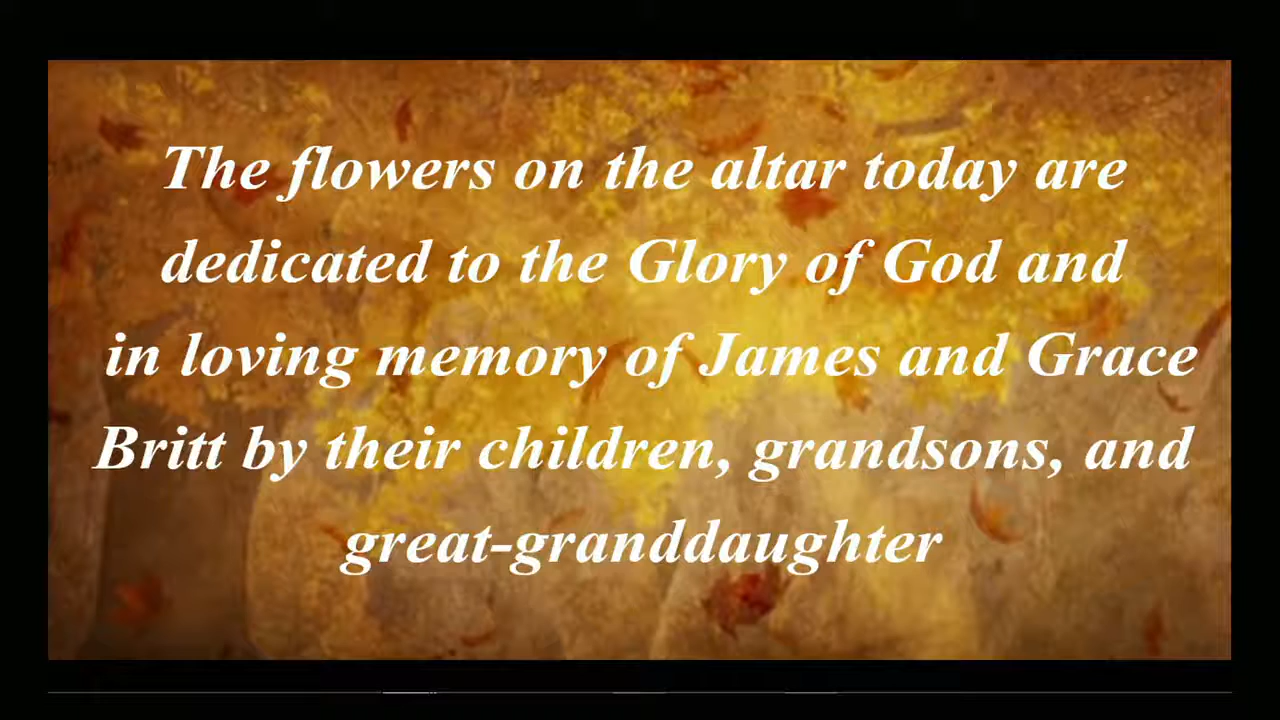 The flowers on the altar today are
dedicated to the Glory of God and
in loving memory of James and Grace
Britt by their children, grandsons, and
great-granddaughter